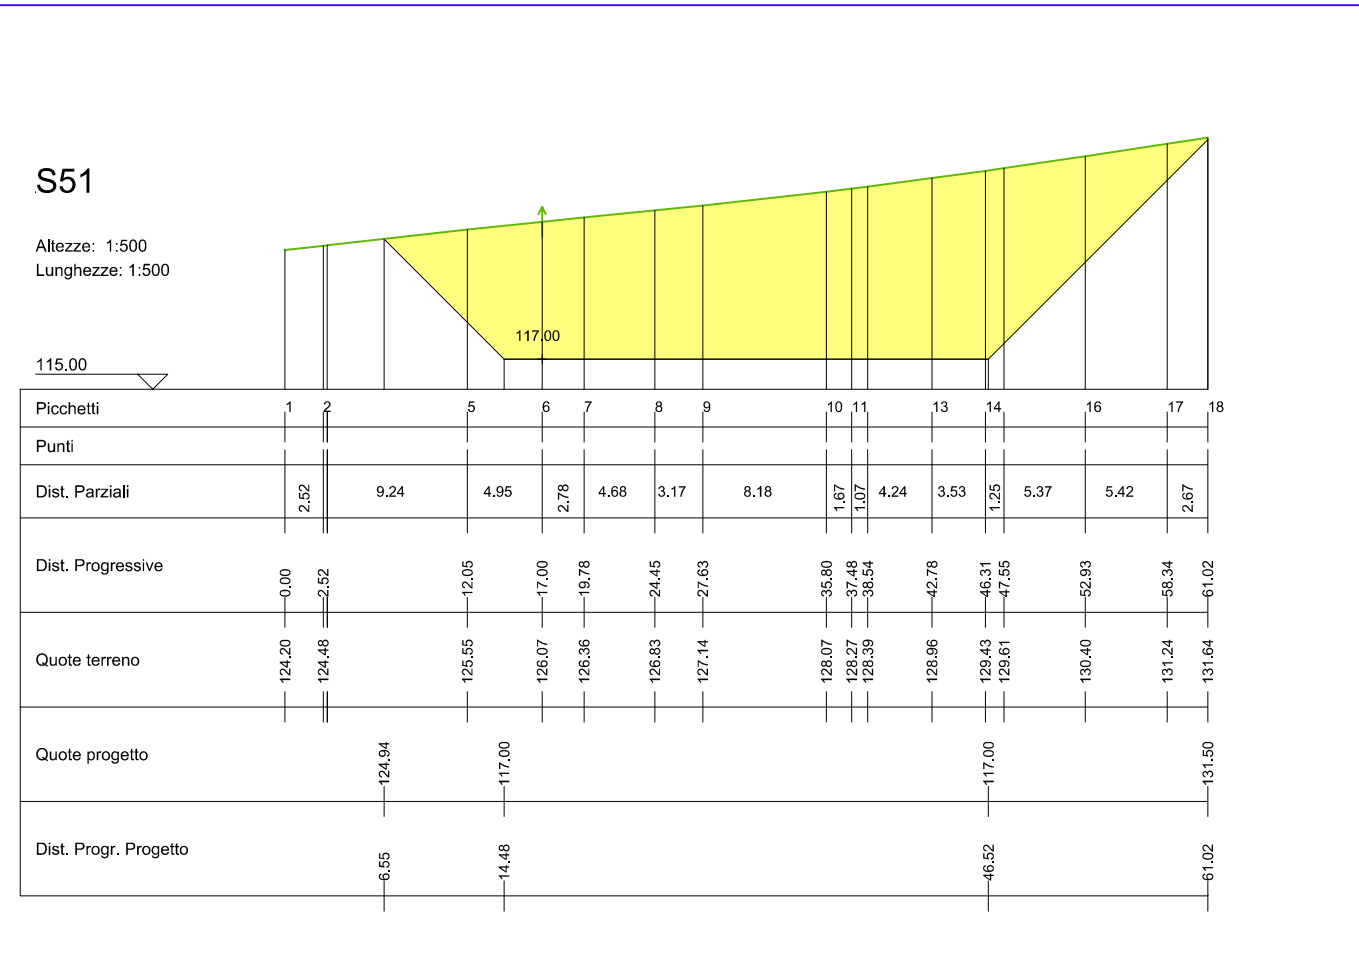 S51
Altezze: 1:500
Lunghezze: 1:500
117.00
115.00
Picchetti 1 2 5 6 7 8 9 10 11 13 14 16 17 18
Punti
Dist. Parziali 2.52 9.24 4.95 2.78 4.68 3.17 8.18 1.67 1.07 4.24 3.53 1.25 5.37 5.42 2.67
Dist. Progressive 0.00 2.52 12.05 17.00 19.78 24.45 27.63 35.80 37.48 38.54 42.78 46.31 47.55 52.93 58.34 61.02
Quote terreno 124.20 124.48 125.55 126.07 126.36 126.83 127.14 128.07 128.27 128.39 128.96 129.43 129.61 130.40 131.24 131.64
Quote progetto 124.94 117.00 117.00 131.50
Dist. Progr. Progetto 6.55 14.48 46.52 61.02